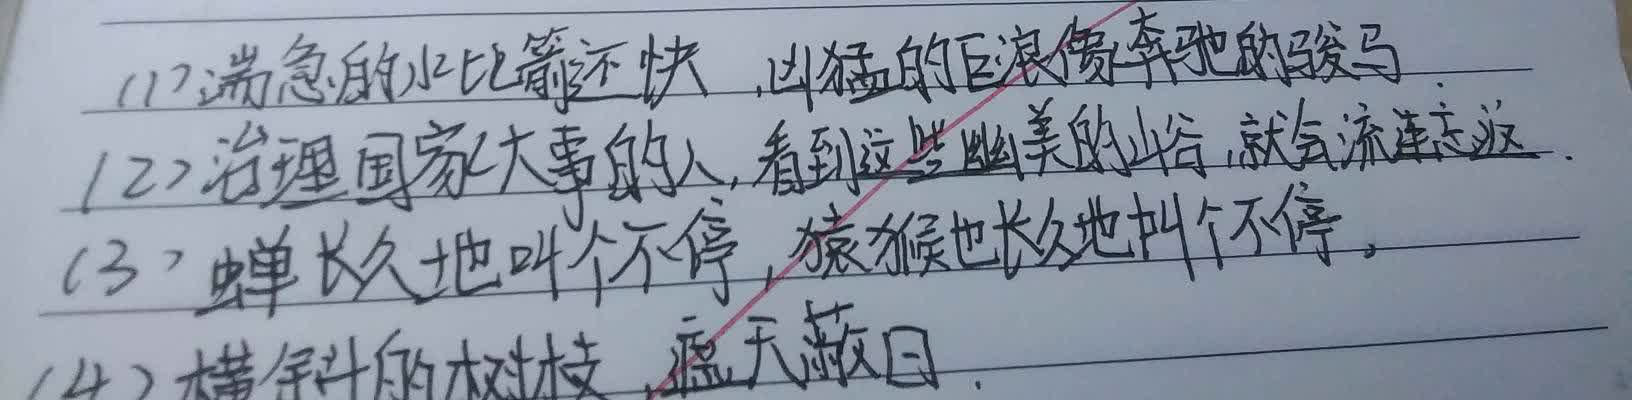 (1)湍急的水比箭还快,凶猛的巨浪像奔驰的骏马.
(2)治理国家大事的人,看到这些幽美的山谷,就会流连忘返.
(3)蝉长久地叫个不停,猿猴也长久地叫个不停,
(4)横斜的树枝,遮天蔽日.